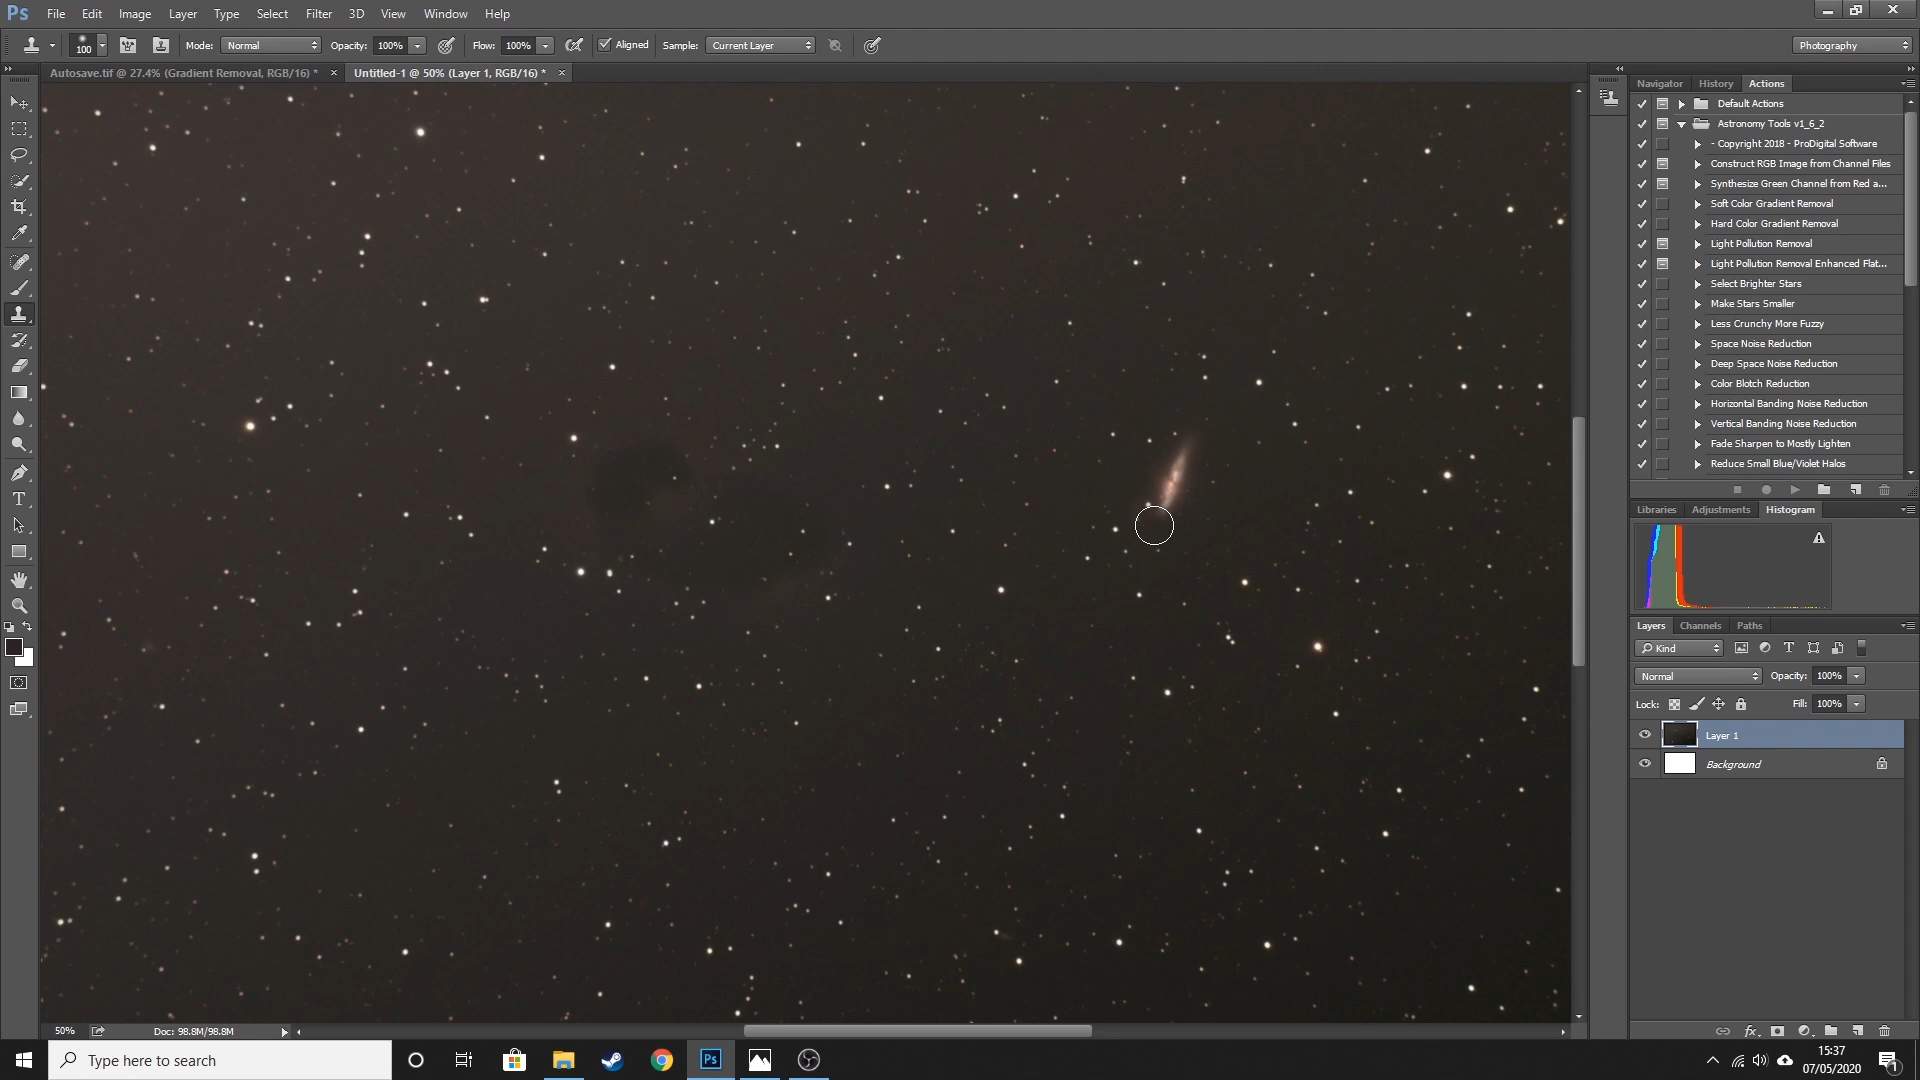 Ps File Edit Image Layer Type Select Filter 3D View Window Help
100 Mode: Normal Opacity: 100% Flow: 100% Aligned Sample: Current Layer Photography
Autosave.tif @ 27.4% (Gradient Removal, RGB/16) * × Untitled-1 @ 50% (Layer 1, RGB/16) * ×
Navigator History Actions
Default Actions
Astronomy Tools v1_6_2
- Copyright 2018 - ProDigital Software
Construct RGB Image from Channel Files
Synthesize Green Channel from Red a...
Soft Color Gradient Removal
Hard Color Gradient Removal
Light Pollution Removal
Light Pollution Removal Enhanced Flat...
Select Brighter Stars
Make Stars Smaller
Less Crunchy More Fuzzy
Space Noise Reduction
Deep Space Noise Reduction
Color Blotch Reduction
Horizontal Banding Noise Reduction
Vertical Banding Noise Reduction
Fade Sharpen to Mostly Lighten
Reduce Small Blue/Violet Halos
Libraries Adjustments Histogram
Layers Channels Paths
Kind
Normal Opacity: 100%
Lock: Fill: 100%
Layer 1
Background
50% Doc: 98.8M/98.8M
Type here to search
Ps
15:37
07/05/2020
1